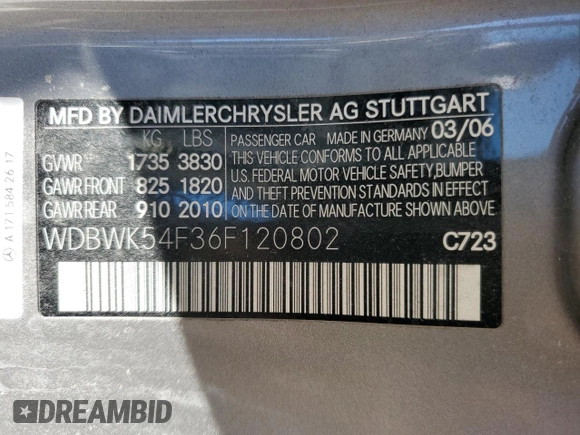 MFD BY DAIMLERCHRYSLER AG STUTTGART
KG LBS
GVWR 1735 3830
GAWR FRONT 825 1820
GAWR REAR 910 2010
PASSENGER CAR MADE IN GERMANY 03/06
THIS VEHICLE CONFORMS TO ALL APPLICABLE
U.S. FEDERAL MOTOR VEHICLE SAFETY,BUMPER
AND THEFT PREVENTION STANDARDS IN EFFECT
ON THE DATE OF MANUFACTURE SHOWN ABOVE
WDBWK54F36F120802
C723
A 171 584 26 17
DREAMBID